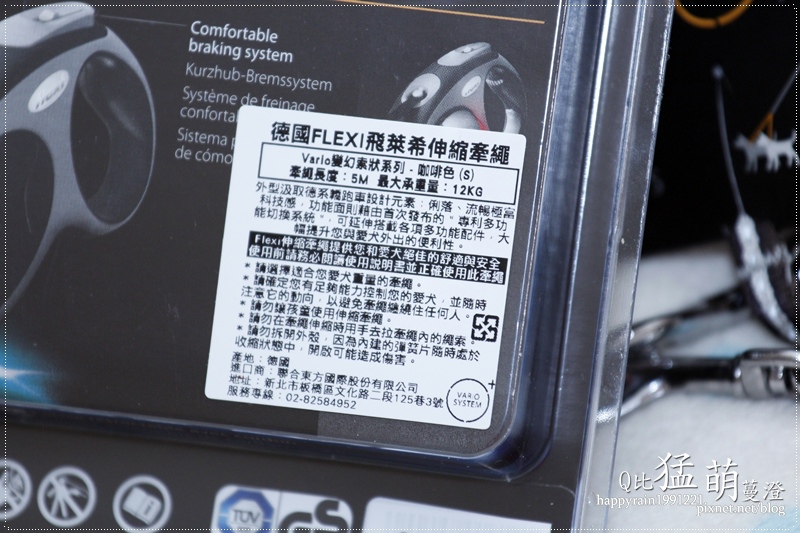 Comfortable
braking system
Kurzhub-Bremssystem
Système de freinage
confortable
Sistema
de cómo
德國FLEXI飛萊希伸縮牽繩
Vario變幻索狀系列-咖啡色(S)
牽繩長度：5M 最大承重量：12KG
外型汲取德系轎跑車設計元素：俐落、流暢極富
科技感，功能面則藉由首次發布的＂專利多功
能切換系統＂，可延伸搭載各項多功能配件，大
幅提升您與愛犬外出的便利性。
Flexi伸縮牽繩提供您和愛犬絕佳的舒適與安全
使用前請務必閱讀使用說明書並正確使用此牽繩
* 請選擇適合您愛犬重量的牽繩。
* 請確定您有足夠能力控制您的愛犬，並隨時
注意它的動向，以避免牽繩纏繞住任何人。
* 請勿讓孩童使用伸縮牽繩。
* 請勿在牽繩伸縮時用手去拉牽繩內的繩索。
* 請勿拆開外殼，因為內建的彈簧片隨時處於
收縮狀態中，開啟可能造成傷害。
產地：德國
進口商：聯合東方國際股份有限公司
地址：新北市板橋區文化路二段125巷3號
服務專線：02-82584952
VARIO
SYSTEM
TÜV
GS
Q比猛萌蔓澄
happyrain1991221
pixnet.net/blog